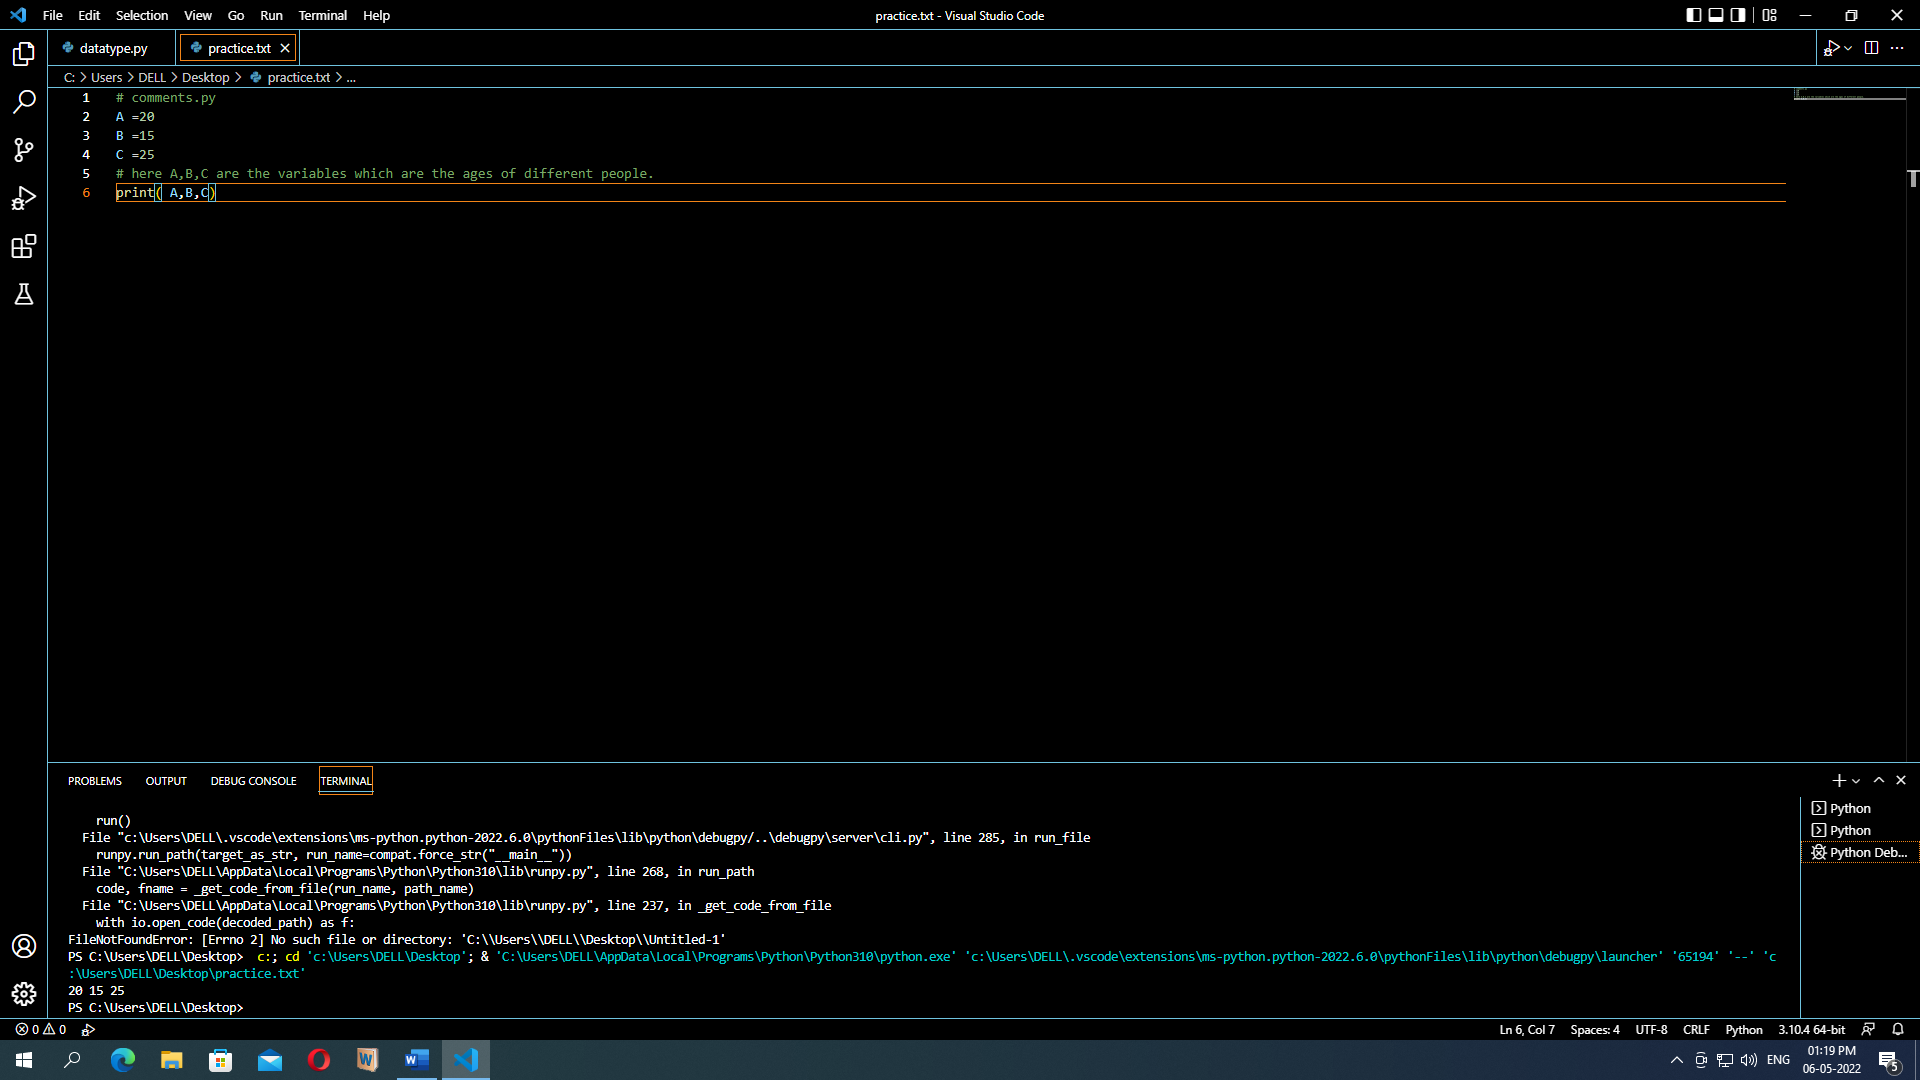 File Edit Selection View Go Run Terminal Help
practice.txt - Visual Studio Code
datatype.py practice.txt
C: > Users > DELL > Desktop > practice.txt > ...
1 # comments.py
2 A =20
3 B =15
4 C =25
5 # here A,B,C are the variables which are the ages of different people.
6 print( A,B,C)
PROBLEMS OUTPUT DEBUG CONSOLE TERMINAL
run()
File "c:\Users\DELL\.vscode\extensions\ms-python.python-2022.6.0\pythonFiles\lib\python\debugpy/..\debugpy\server\cli.py", line 285, in run_file
runpy.run_path(target_as_str, run_name=compat.force_str("__main__"))
File "C:\Users\DELL\AppData\Local\Programs\Python\Python310\lib\runpy.py", line 268, in run_path
code, fname = _get_code_from_file(run_name, path_name)
File "C:\Users\DELL\AppData\Local\Programs\Python\Python310\lib\runpy.py", line 237, in _get_code_from_file
with io.open_code(decoded_path) as f:
FileNotFoundError: [Errno 2] No such file or directory: 'C:\\Users\\DELL\\Desktop\\Untitled-1'
PS C:\Users\DELL\Desktop>  c:; cd 'c:\Users\DELL\Desktop'; & 'C:\Users\DELL\AppData\Local\Programs\Python\Python310\python.exe' 'c:\Users\DELL\.vscode\extensions\ms-python.python-2022.6.0\pythonFiles\lib\python\debugpy\launcher' '65194' '--' 'c
:\Users\DELL\Desktop\practice.txt'
20 15 25
PS C:\Users\DELL\Desktop>
Python
Python
Python Deb...
0 0
Ln 6, Col 7 Spaces: 4 UTF-8 CRLF Python 3.10.4 64-bit
ENG
01:19 PM
06-05-2022
5